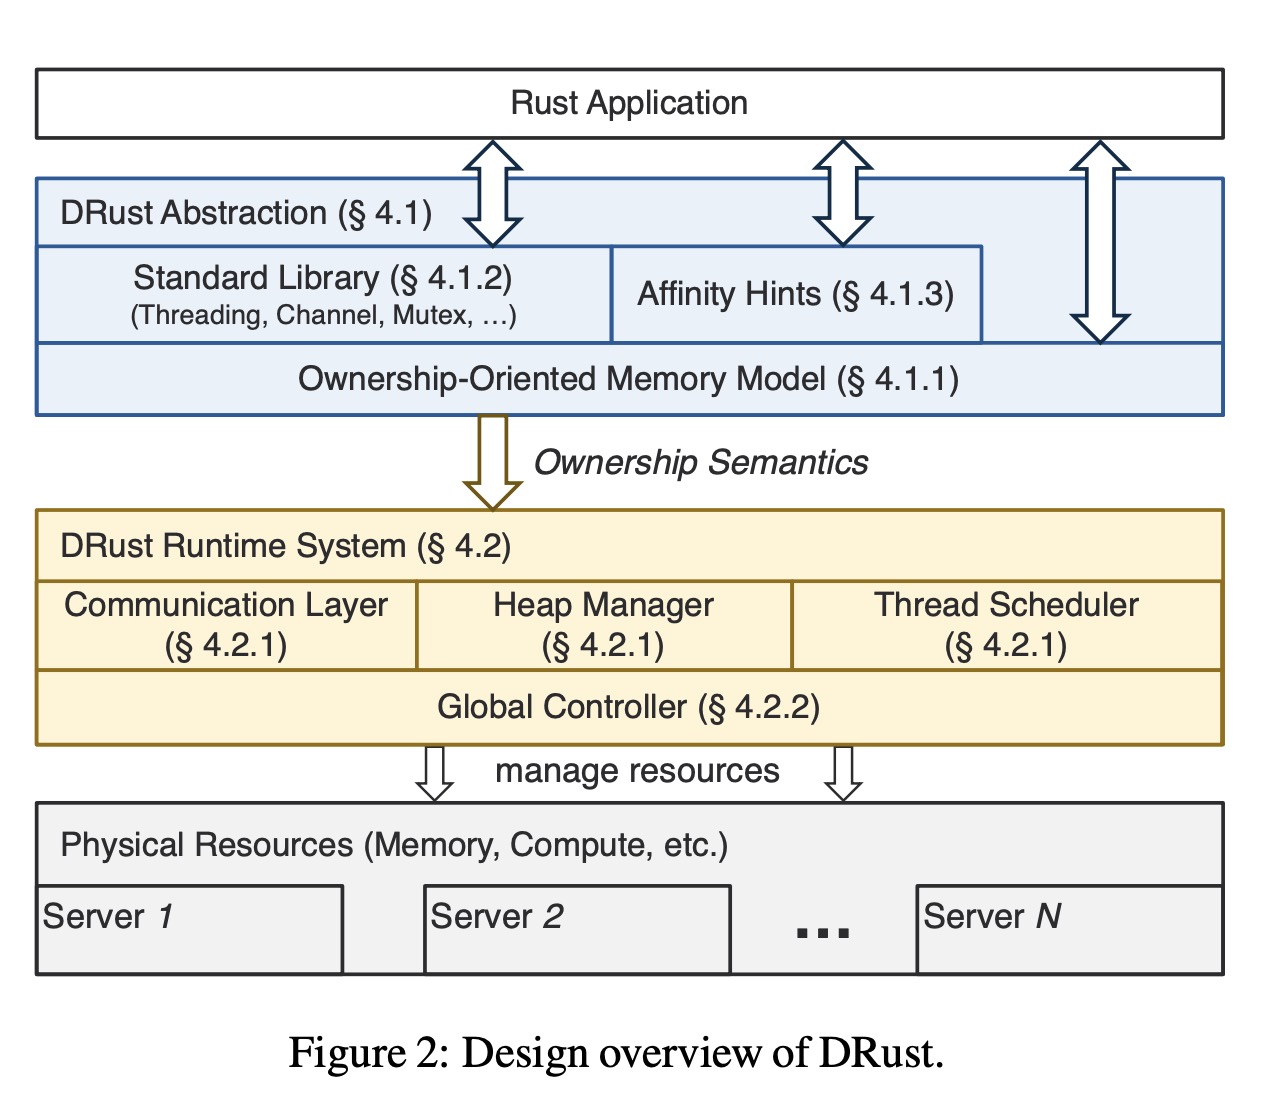 Rust Application
DRust Abstraction (§ 4.1)
Standard Library (§ 4.1.2)
(Threading, Channel, Mutex, …)
Affinity Hints (§ 4.1.3)
Ownership-Oriented Memory Model (§ 4.1.1)
Ownership Semantics
DRust Runtime System (§ 4.2)
Communication Layer
(§ 4.2.1)
Heap Manager
(§ 4.2.1)
Thread Scheduler
(§ 4.2.1)
Global Controller (§ 4.2.2)
manage resources
Physical Resources (Memory, Compute, etc.)
Server 1
Server 2
...
Server N
Figure 2: Design overview of DRust.